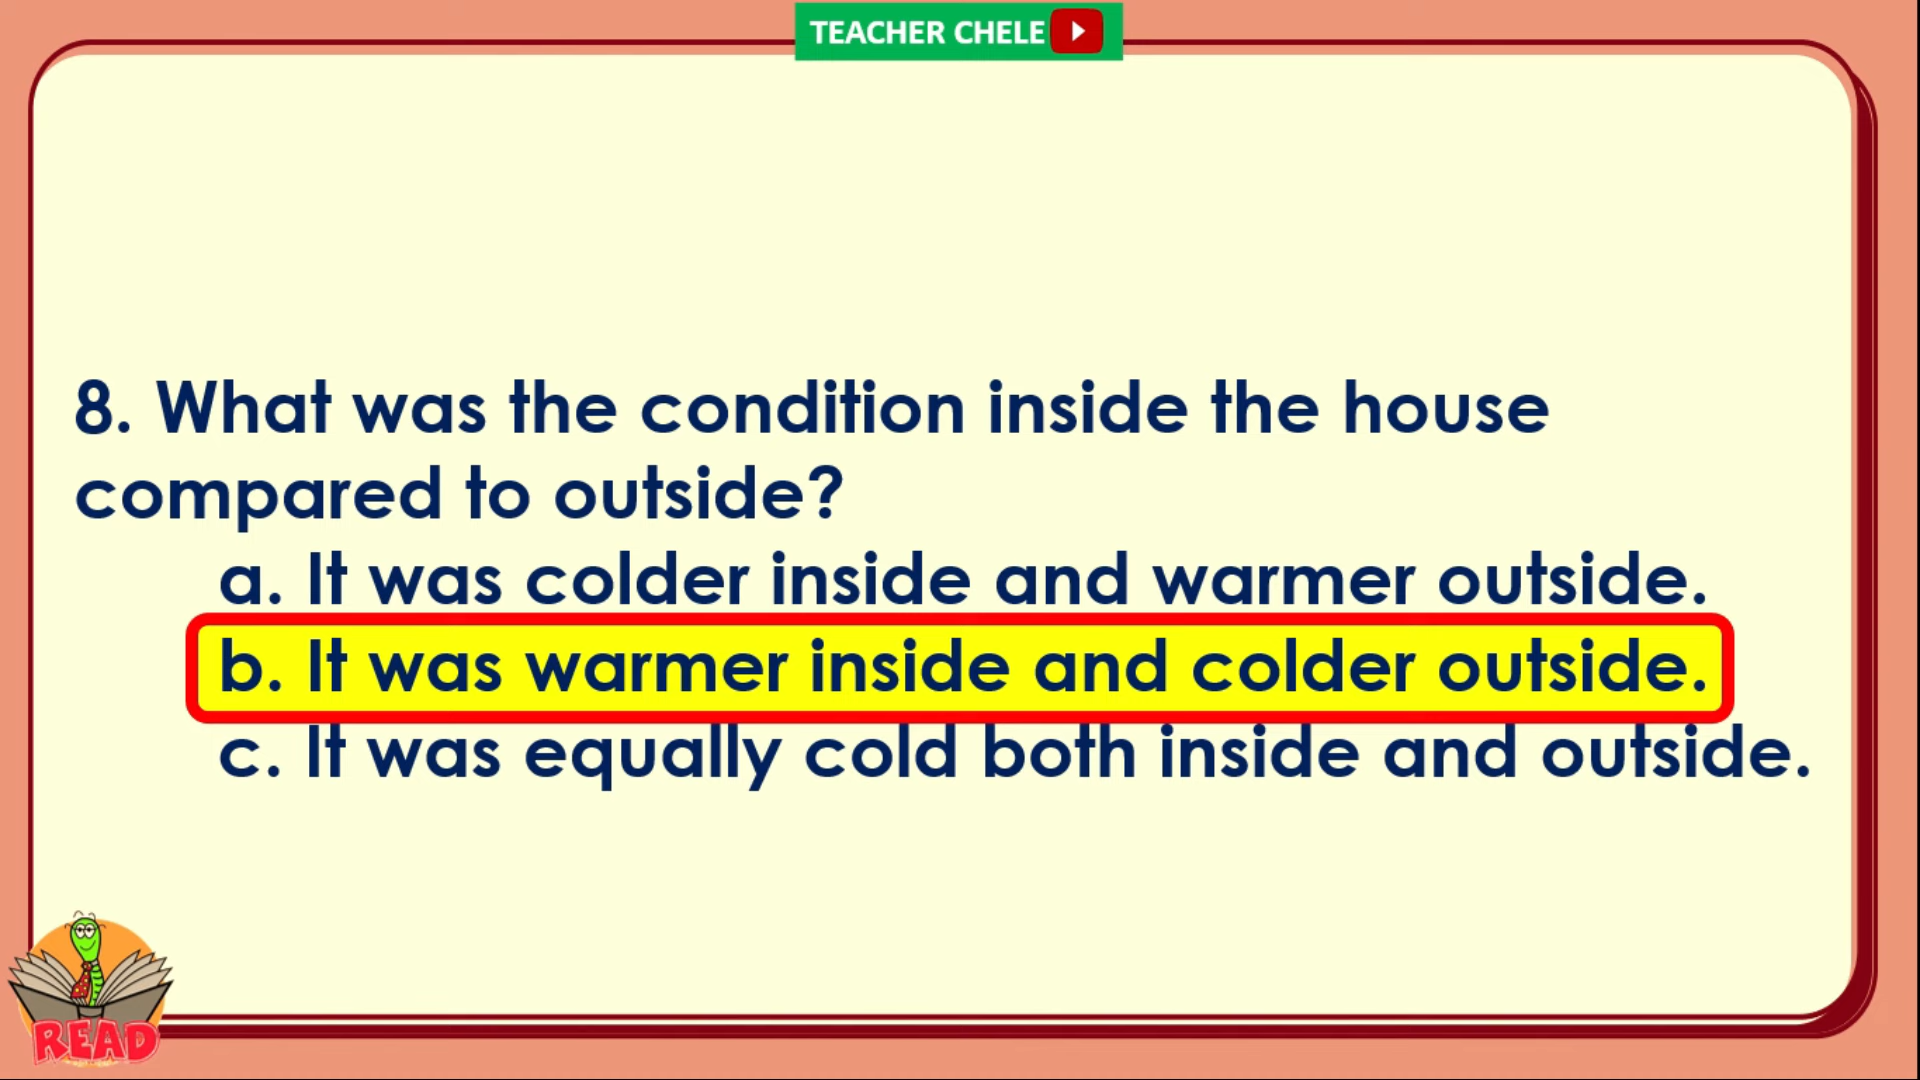 TEACHER CHELE
8. What was the condition inside the house
compared to outside?
a. It was colder inside and warmer outside.
b. It was warmer inside and colder outside.
c. It was equally cold both inside and outside.
READ